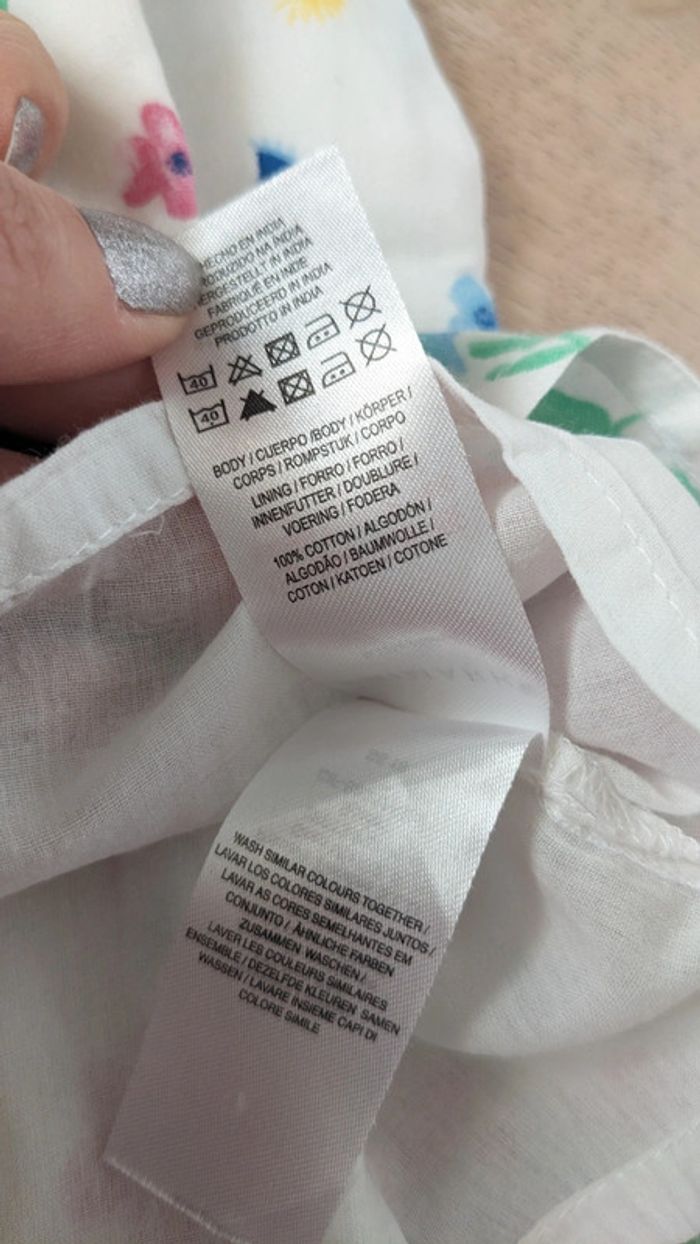 HECHO EN INDIA
PRODUZIDO NA ÍNDIA
HERGESTELLT IN INDIA
FABRIQUÉ EN INDE
GEPRODUCEERD IN INDIA
PRODOTTO IN INDIA
40
40
BODY / CUERPO /BODY / KÖRPER /
CORPS / ROMPSTUK / CORPO
LINING / FORRO / FORRO /
INNENFUTTER / DOUBLURE /
VOERING / FODERA
100% COTTON / ALGODÓN /
ALGODÃO / BAUMWOLLE /
COTON / KATOEN / COTONE
WASH SIMILAR COLOURS TOGETHER /
LAVAR LOS COLORES SIMILARES JUNTOS /
LAVAR AS CORES SEMELHANTES EM
CONJUNTO / ÄHNLICHE FARBEN
ZUSAMMEN WASCHEN /
LAVER LES COULEURS SIMILAIRES
ENSEMBLE / DEZELFDE KLEUREN SAMEN
WASSEN / LAVARE INSIEME CAPI DI
COLORE SIMILE